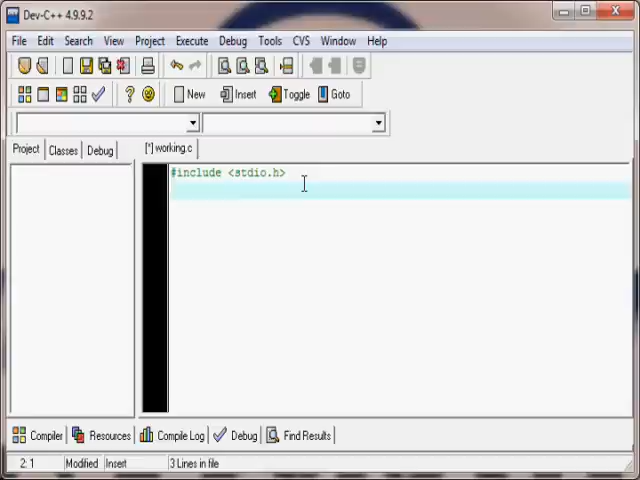 Dev-C++ 4.9.9.2
File Edit Search View Project Execute Debug Tools CVS Window Help
New Insert Toggle Goto
Project Classes Debug [*] working.c
#include <stdio.h>
Compiler Resources Compile Log Debug Find Results
2: 1 Modified Insert 3 Lines in file